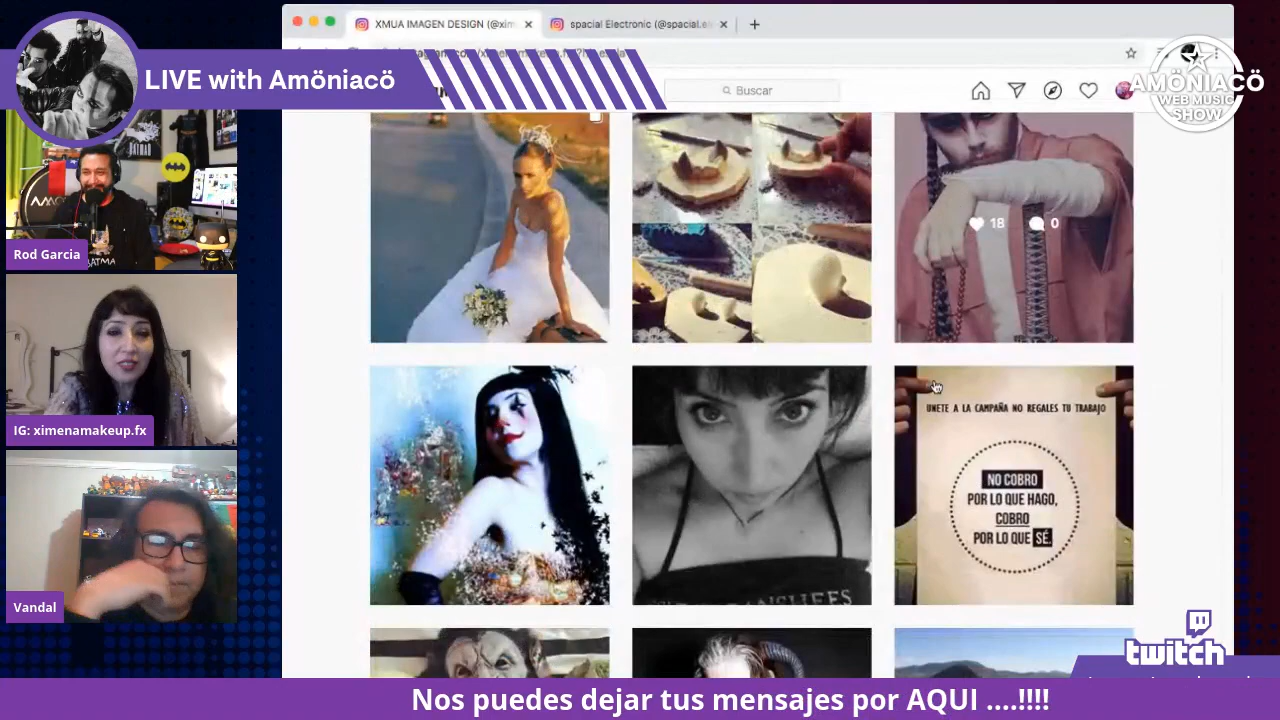 XMUA IMAGEN DESIGN (@xim
spacial Electronic (@spacial.el
LIVE with Amöniacö
Buscar
AMÖNIACÖ
WEB MUSIC
SHOW
Rod Garcia
18
0
UNETE A LA CAMPAÑA NO REGALES TU TRABAJO
NO COBRO
POR LO QUE HAGO,
COBRO
POR LO QUE SÉ.
IG: ximenamakeup.fx
Vandal
twitch
Nos puedes dejar tus mensajes por AQUI ....!!!!